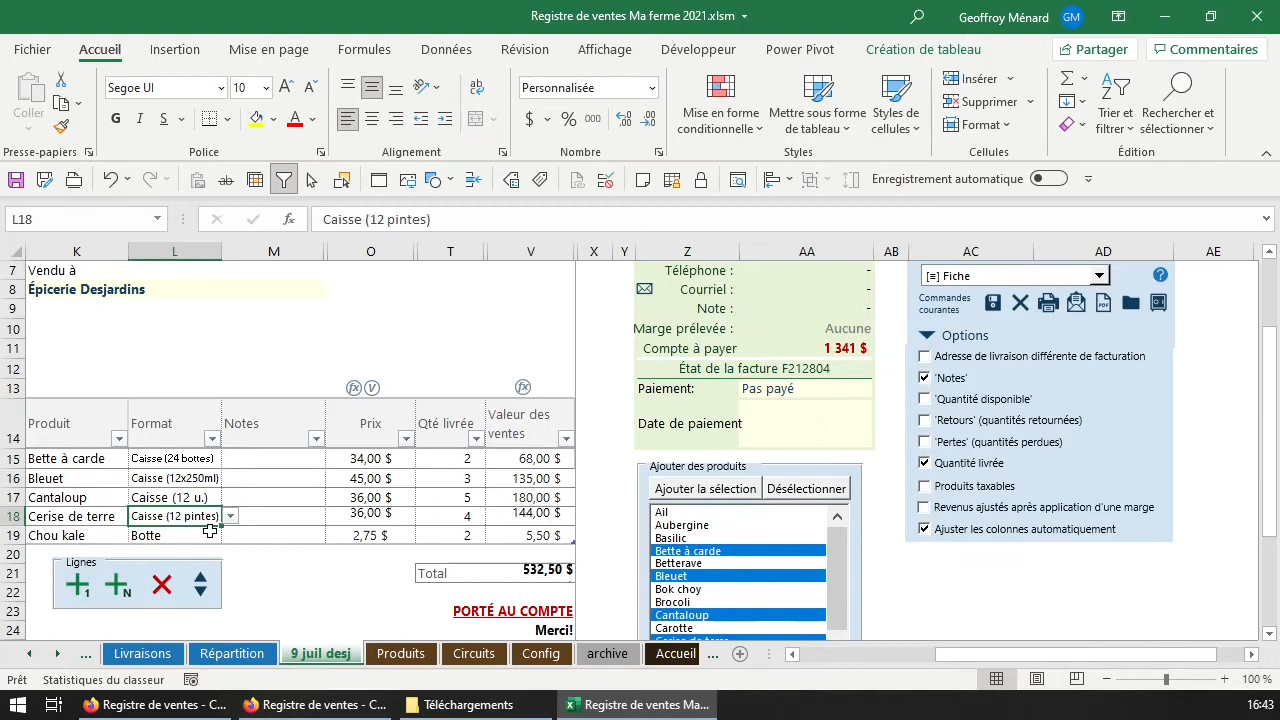 Registre de ventes Ma ferme 2021.xlsm
Geoffroy Ménard GM
Fichier Accueil Insertion Mise en page Formules Données Révision Affichage Développeur Power Pivot Création de tableau Partager Commentaires
Coller
Segoe UI 10
G I S
Personnalisée
$ % 000
Mise en forme conditionnelle
Mettre sous forme de tableau
Styles de cellules
Insérer
Supprimer
Format
Trier et filtrer
Rechercher et sélectionner
Presse-papiers Police Alignement Nombre Styles Cellules Édition
Enregistrement automatique
L18 fx Caisse (12 pintes)
K L M O T V X Y Z AA AB AC AD AE
7 Vendu à
8 Épicerie Desjardins
9
10
11
12
13
14 Produit Format Notes Prix Qté livrée Valeur des ventes
15 Bette à carde Caisse (24 bottes) 34,00 $ 2 68,00 $
16 Bleuet Caisse (12x250ml) 45,00 $ 3 135,00 $
17 Cantaloup Caisse (12 u.) 36,00 $ 5 180,00 $
18 Cerise de terre Caisse (12 pintes) 36,00 $ 4 144,00 $
19 Chou kale Botte 2,75 $ 2 5,50 $
20
Lignes
21 Total 532,50 $
22
23 PORTÉ AU COMPTE
24 Merci!
Téléphone : -
Courriel : -
Note : -
Marge prélevée : Aucune
Compte à payer 1 341 $
État de la facture F212804
Paiement: Pas payé
Date de paiement
Ajouter des produits
Ajouter la sélection Désélectionner
Ail
Aubergine
Basilic
Bette à carde
Betterave
Bleuet
Bok choy
Brocoli
Cantaloup
Carotte
Cerise de terre
[≡] Fiche
Commandes courantes
Options
Adresse de livraison différente de facturation
'Notes'
'Quantité disponible'
'Retours' (quantités retournées)
'Pertes' (quantités perdues)
Quantité livrée
Produits taxables
Revenus ajustés après application d'une marge
Ajuster les colonnes automatiquement
... Livraisons Répartition 9 juil desj Produits Circuits Config archive Accueil ...
Prêt Statistiques du classeur 100 %
Registre de ventes - C... Registre de ventes - C... Téléchargements Registre de ventes Ma... 16:43